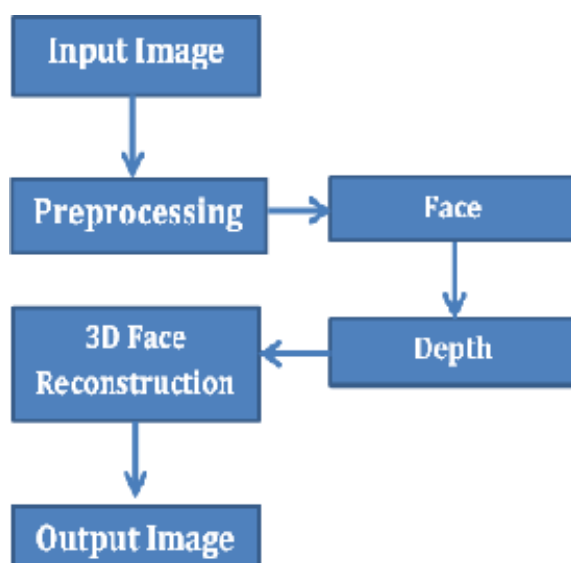 Input Image
Preprocessing
Face
Depth
3D Face
Reconstruction
Output Image